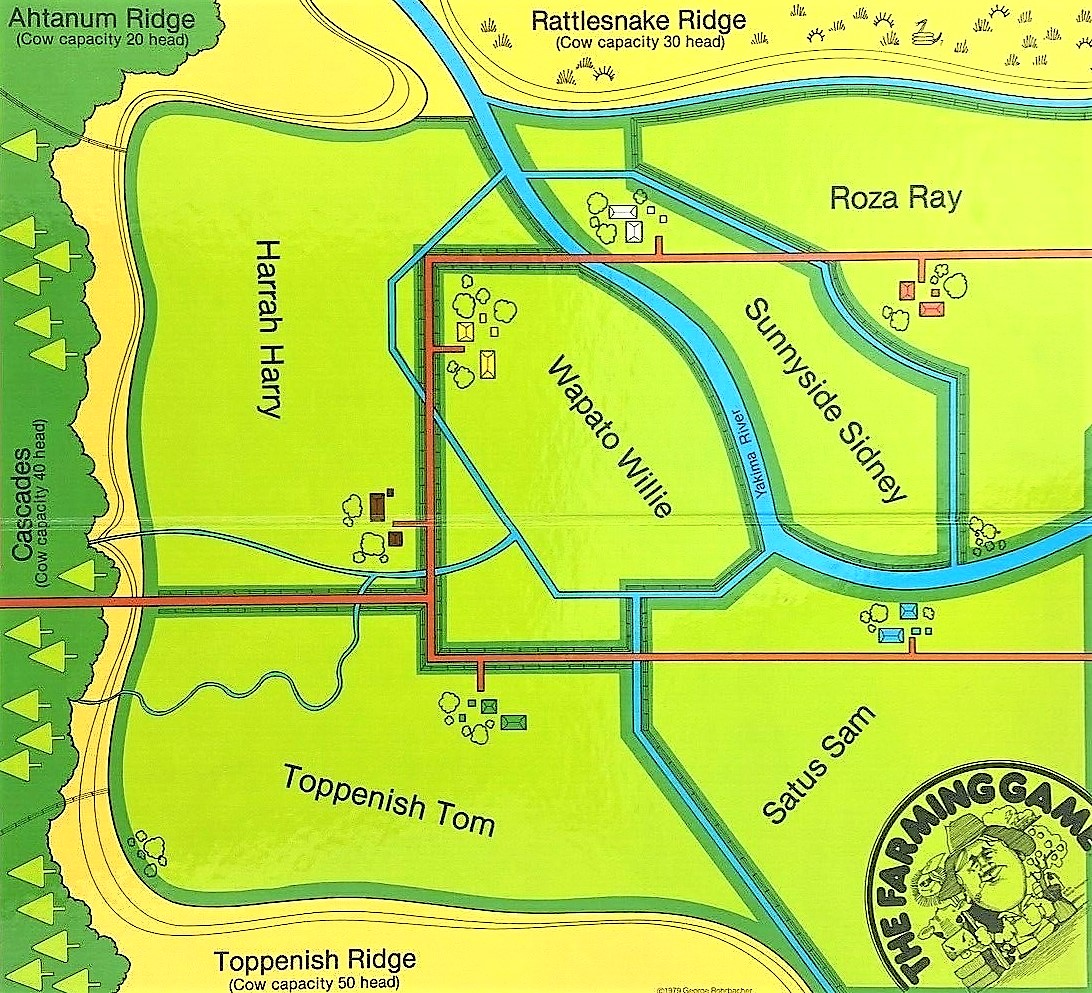 Ahtanum Ridge
(Cow capacity 20 head)
Rattlesnake Ridge
(Cow capacity 30 head)
Roza Ray
Harrah Harry
Sunnyside Sidney
Wapato Willie
Yakima River
Cascades
(Cow capacity 40 head)
Satus Sam
Toppenish Tom
THE FARMING GAME
Toppenish Ridge
(Cow capacity 50 head)
©1979 George Rohrbacher